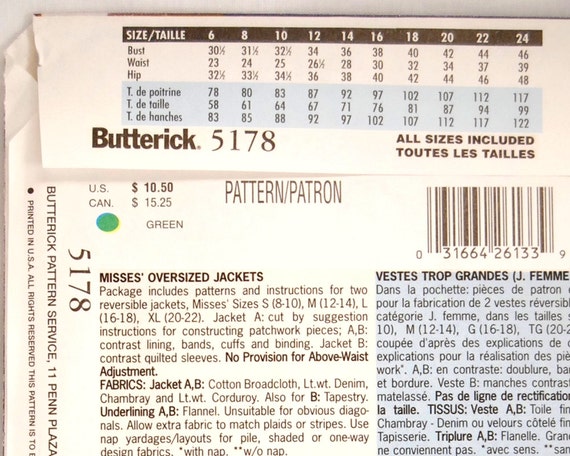 SIZE/TAILLE 6 8 10 12 14 16 18 20 22 24
Bust 30½ 31½ 32½ 34 36 38 40 42 44 46
Waist 23 24 25 26½ 28 30 32 34 37 39
Hip 32½ 33½ 34½ 36 38 40 42 44 46 48
T. de poitrine 78 80 83 87 92 97 102 107 112 117
T. de taille 58 61 64 67 71 76 81 87 94 99
T. de hanches 83 85 88 92 97 102 107 112 117 122
Butterick® 5178
ALL SIZES INCLUDED
TOUTES LES TAILLES
U.S. $ 10.50
CAN. $ 15.25
GREEN
PATTERN/PATRON
0 31664 26133 9
BUTTERICK PATTERN SERVICE, 11 PENN PLAZA
• PRINTED IN U.S.A. ALL RIGHTS RESERVED THIS PATTERN IS TO
5178
MISSES' OVERSIZED JACKETS
Package includes patterns and instructions for two
reversible jackets, Misses' Sizes S (8-10), M (12-14), L
(16-18), XL (20-22). Jacket A: cut by suggestion
instructions for constructing patchwork pieces; A,B:
contrast lining, bands, cuffs and binding. Jacket B:
contrast quilted sleeves. No Provision for Above-Waist
Adjustment.
FABRICS: Jacket A,B: Cotton Broadcloth, Lt.wt. Denim,
Chambray and Lt.wt. Corduroy. Also for B: Tapestry.
Underlining A,B: Flannel. Unsuitable for obvious diago-
nals. Allow extra fabric to match plaids or stripes. Use
nap yardages/layouts for pile, shaded or one-way
design fabrics. *with nap. **w/o nap.
VESTES TROP GRANDES (J. FEMME
Dans la pochette: pièces de patron
pour la fabrication de 2 vestes réversib
catégorie J. femme, dans les tailles
10), M (12-14), G (16-18), TG (20-2
coupée d'après des explications de
explications pour la réalisation des piè
work". A,B: en contraste: doublure, ba
et bordure. Veste B: manches contrast
matelassé. Pas de ligne de rectification
la taille. TISSUS: Veste A,B: Toile fin
Chambray - Denim ou velours côtelé fin
Tapisserie. Triplure A,B: Flanelle. Grand
ne conviennent pas. *avec sens. **san